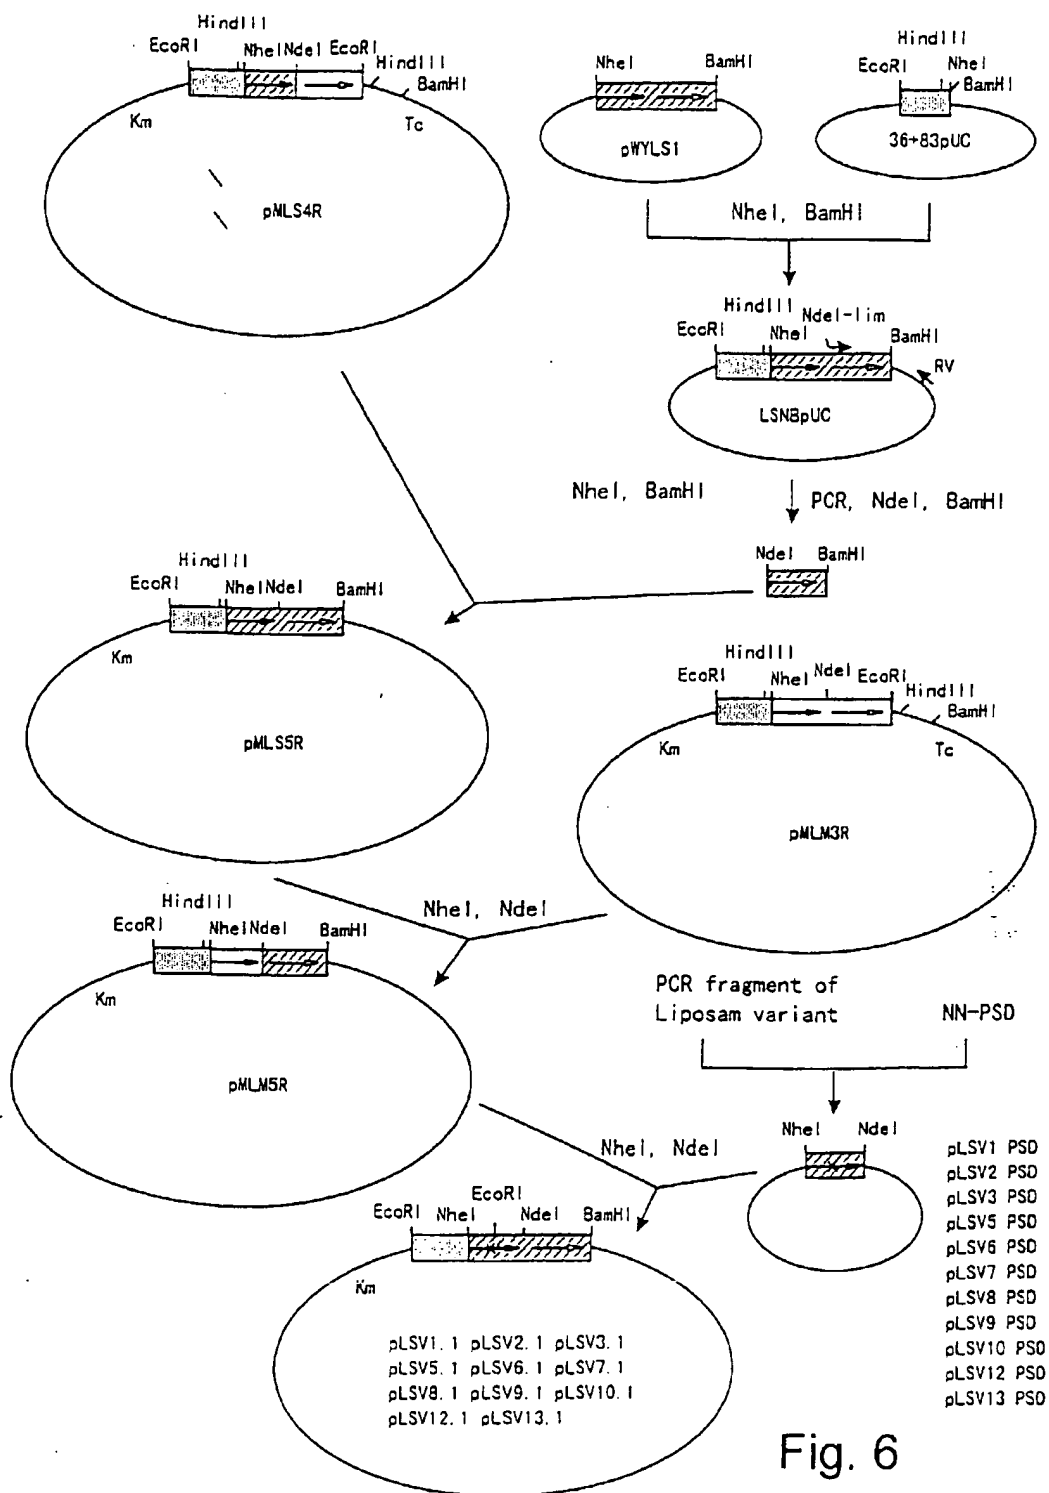 HindIII
EcoRI NheI NdeI EcoRI
HindIII
BamHI
Km
Tc
pMLS4R
NheI BamHI
pWYLS1
HindIII
EcoRI NheI
BamHI
36+83pUC
NheI, BamHI
HindIII NdeI-lim
EcoRI NheI BamHI
RV
LSNBpUC
NheI, BamHI
PCR, NdeI, BamHI
NdeI BamHI
HindIII
EcoRI NheI NdeI BamHI
Km
pMLS5R
HindIII
EcoRI NheI NdeI EcoRI
HindIII
BamHI
Km
Tc
pMLM3R
NheI, NdeI
HindIII
EcoRI NheI NdeI BamHI
Km
pMLM5R
PCR fragment of
Liposam variant NN-PSD
NheI NdeI
NheI, NdeI
pLSV1 PSD
pLSV2 PSD
pLSV3 PSD
pLSV5 PSD
pLSV6 PSD
pLSV7 PSD
pLSV8 PSD
pLSV9 PSD
pLSV10 PSD
pLSV12 PSD
pLSV13 PSD
EcoRI
EcoRI NheI NdeI BamHI
Km
pLSV1.1 pLSV2.1 pLSV3.1
pLSV5.1 pLSV6.1 pLSV7.1
pLSV8.1 pLSV9.1 pLSV10.1
pLSV12.1 pLSV13.1
Fig. 6